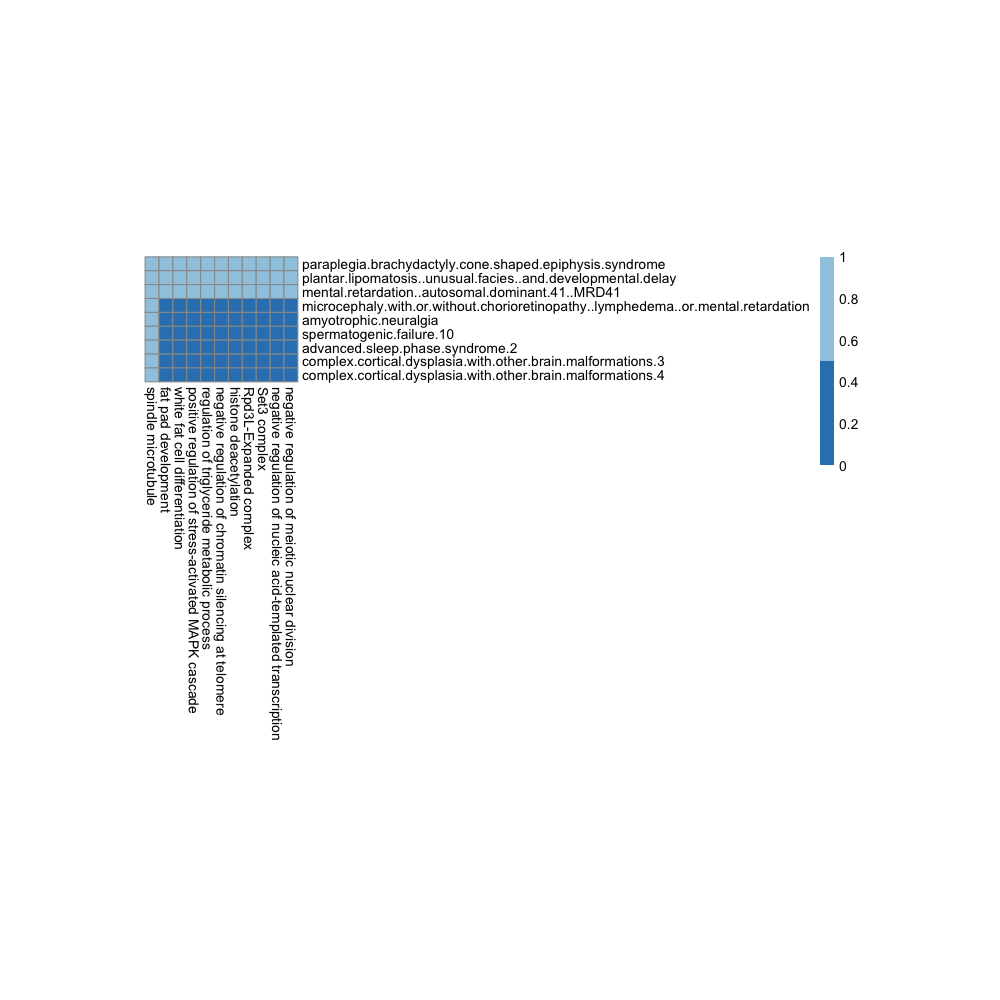 paraplegia.brachydactyly.cone.shaped.epiphysis.syndrome
plantar.lipomatosis..unusual.facies..and.developmental.delay
mental.retardation..autosomal.dominant.41..MRD41
microcephaly.with.or.without.chorioretinopathy..lymphedema..or.mental.retardation
amyotrophic.neuralgia
spermatogenic.failure.10
advanced.sleep.phase.syndrome.2
complex.cortical.dysplasia.with.other.brain.malformations.3
complex.cortical.dysplasia.with.other.brain.malformations.4
spindle microtubule
fat pad development
white fat cell differentiation
positive regulation of stress-activated MAPK cascade
regulation of triglyceride metabolic process
negative regulation of chromatin silencing at telomere
histone deacetylation
Rpd3L-Expanded complex
Set3 complex
negative regulation of nucleic acid-templated transcription
negative regulation of meiotic nuclear division
1
0.8
0.6
0.4
0.2
0